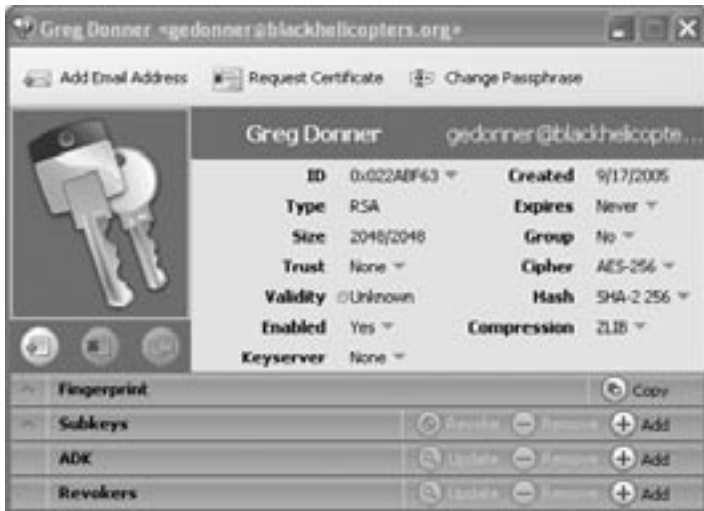 Greg Donner <gedonner@blackhelicopters.org>
Add Email Address Request Certificate Change Passphrase
Greg Donner gedonner@blackhelicopte...
ID 0x022ABF63 Created 9/17/2005
Type RSA Expires Never
Size 2048/2048 Group No
Trust None Cipher AES-256
Validity Unknown Hash SHA-2 256
Enabled Yes Compression ZLIB
Keyserver None
Fingerprint Copy
Subkeys Revoke Remove Add
ADK Update Remove Add
Revokers Update Remove Add